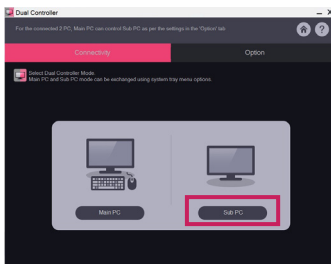 Dual Controller
For the connected 2 PC, Main PC can control Sub PC as per the settings in the 'Option' tab.
Connectivity
Option
Select Dual Controller Mode.
Main PC and Sub PC mode can be exchanged using system tray menu options.
Main PC
Sub PC